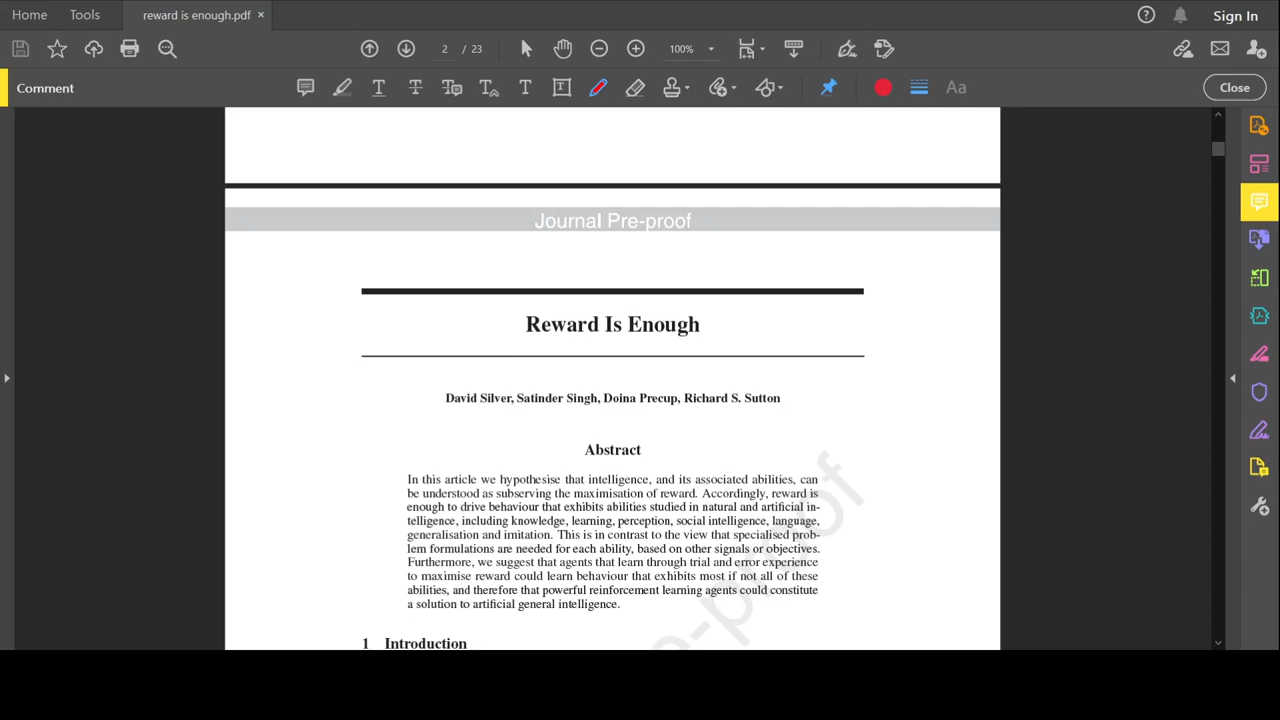 Home Tools reward is enough.pdf × Sign In
2 / 23 100%
Comment Close
Journal Pre-proof
Reward Is Enough
David Silver, Satinder Singh, Doina Precup, Richard S. Sutton
Abstract
In this article we hypothesise that intelligence, and its associated abilities, can
be understood as subserving the maximisation of reward. Accordingly, reward is
enough to drive behaviour that exhibits abilities studied in natural and artificial in-
telligence, including knowledge, learning, perception, social intelligence, language,
generalisation and imitation. This is in contrast to the view that specialised prob-
lem formulations are needed for each ability, based on other signals or objectives.
Furthermore, we suggest that agents that learn through trial and error experience
to maximise reward could learn behaviour that exhibits most if not all of these
abilities, and therefore that powerful reinforcement learning agents could constitute
a solution to artificial general intelligence.
1 Introduction
e-proof